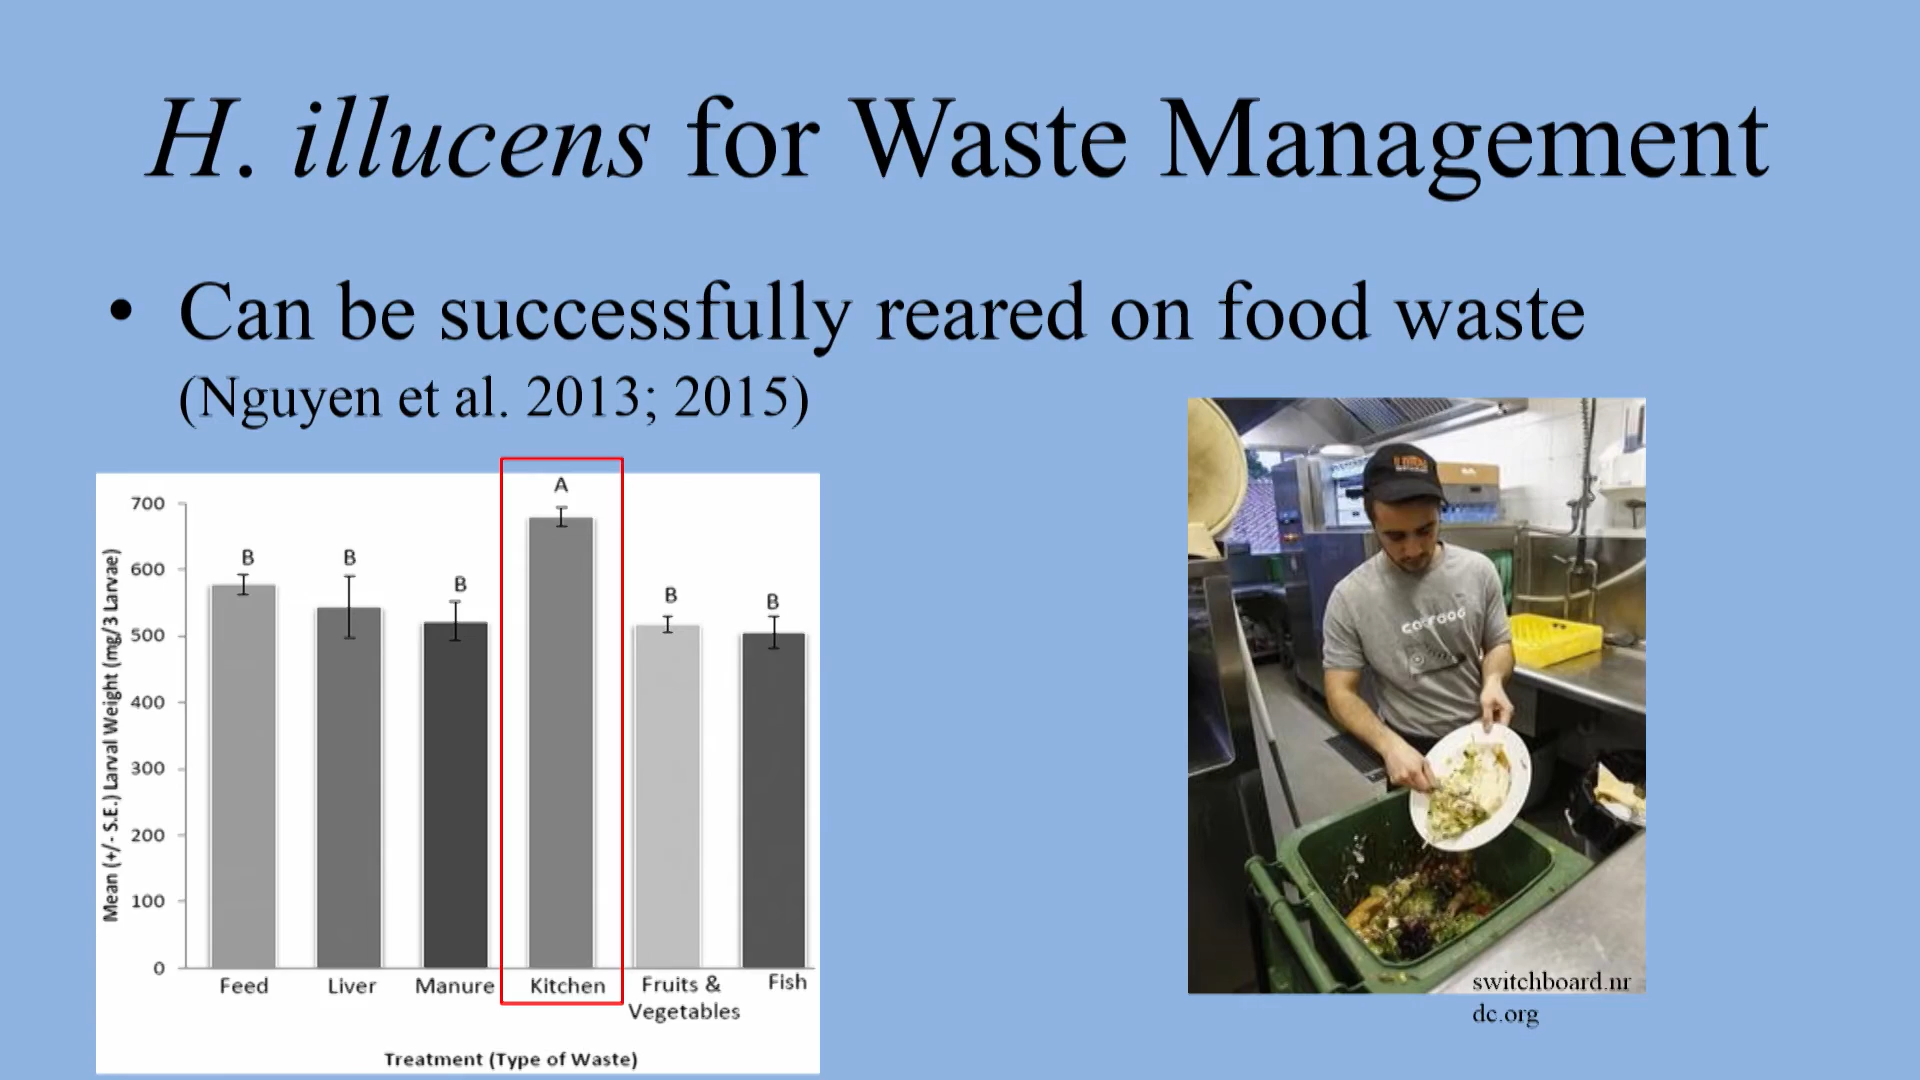 H. illucens for Waste Management
• Can be successfully reared on food waste
(Nguyen et al. 2013; 2015)
Mean (+/- S.E.) Larval Weight (mg/3 Larvae)
700
600
500
400
300
200
100
0
B
B
B
A
B
B
Feed
Liver
Manure
Kitchen
Fruits &
Vegetables
Fish
Treatment (Type of Waste)
switchboard.nr
dc.org